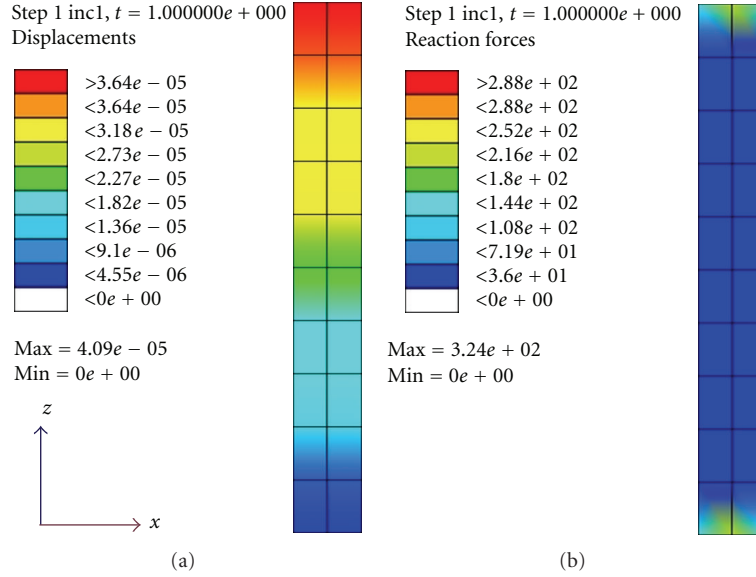 Step 1 inc1, t = 1.000000e + 000
Displacements
>3.64e − 05
<3.64e − 05
<3.18e − 05
<2.73e − 05
<2.27e − 05
<1.82e − 05
<1.36e − 05
<9.1e − 06
<4.55e − 06
<0e + 00
Max = 4.09e − 05
Min = 0e + 00
z
x
(a)
Step 1 inc1, t = 1.000000e + 000
Reaction forces
>2.88e + 02
<2.88e + 02
<2.52e + 02
<2.16e + 02
<1.8e + 02
<1.44e + 02
<1.08e + 02
<7.19e + 01
<3.6e + 01
<0e + 00
Max = 3.24e + 02
Min = 0e + 00
(b)